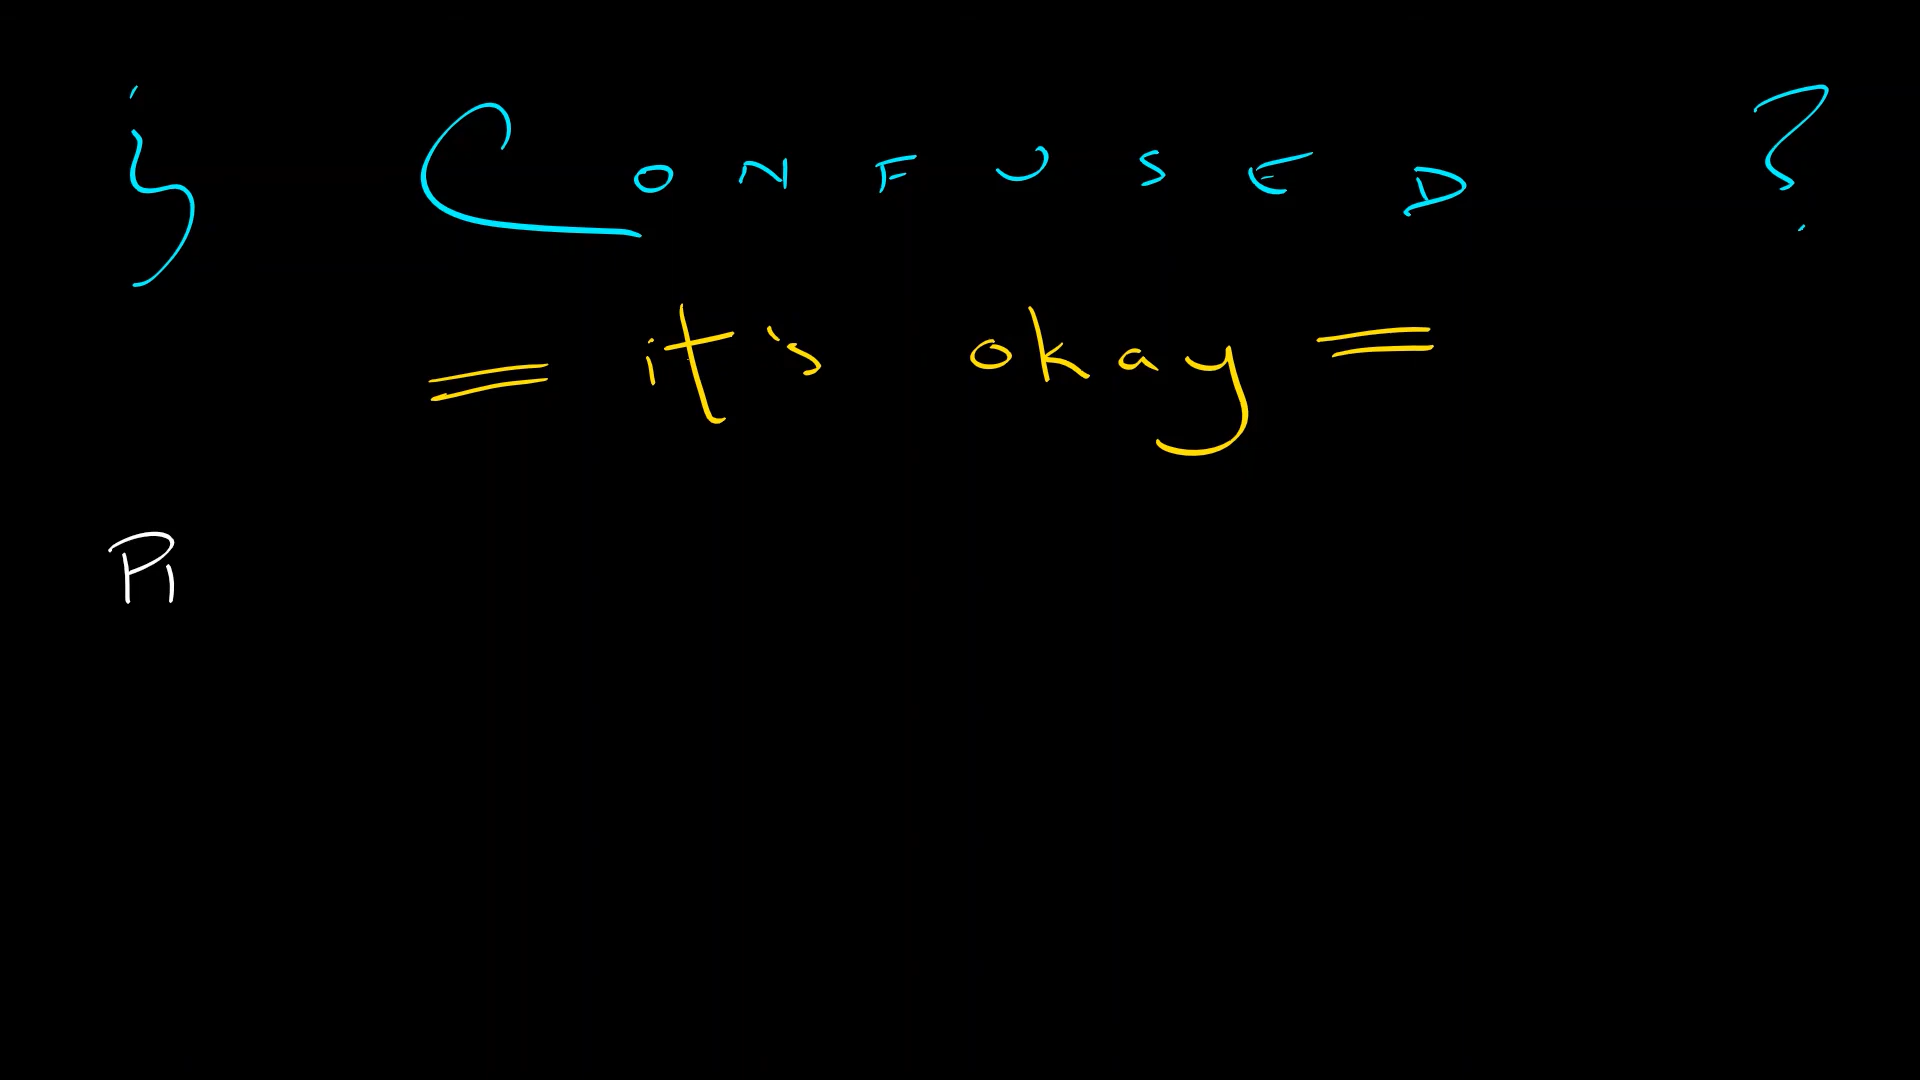 ¿ CONFUSED ?
= it's okay =
Pi